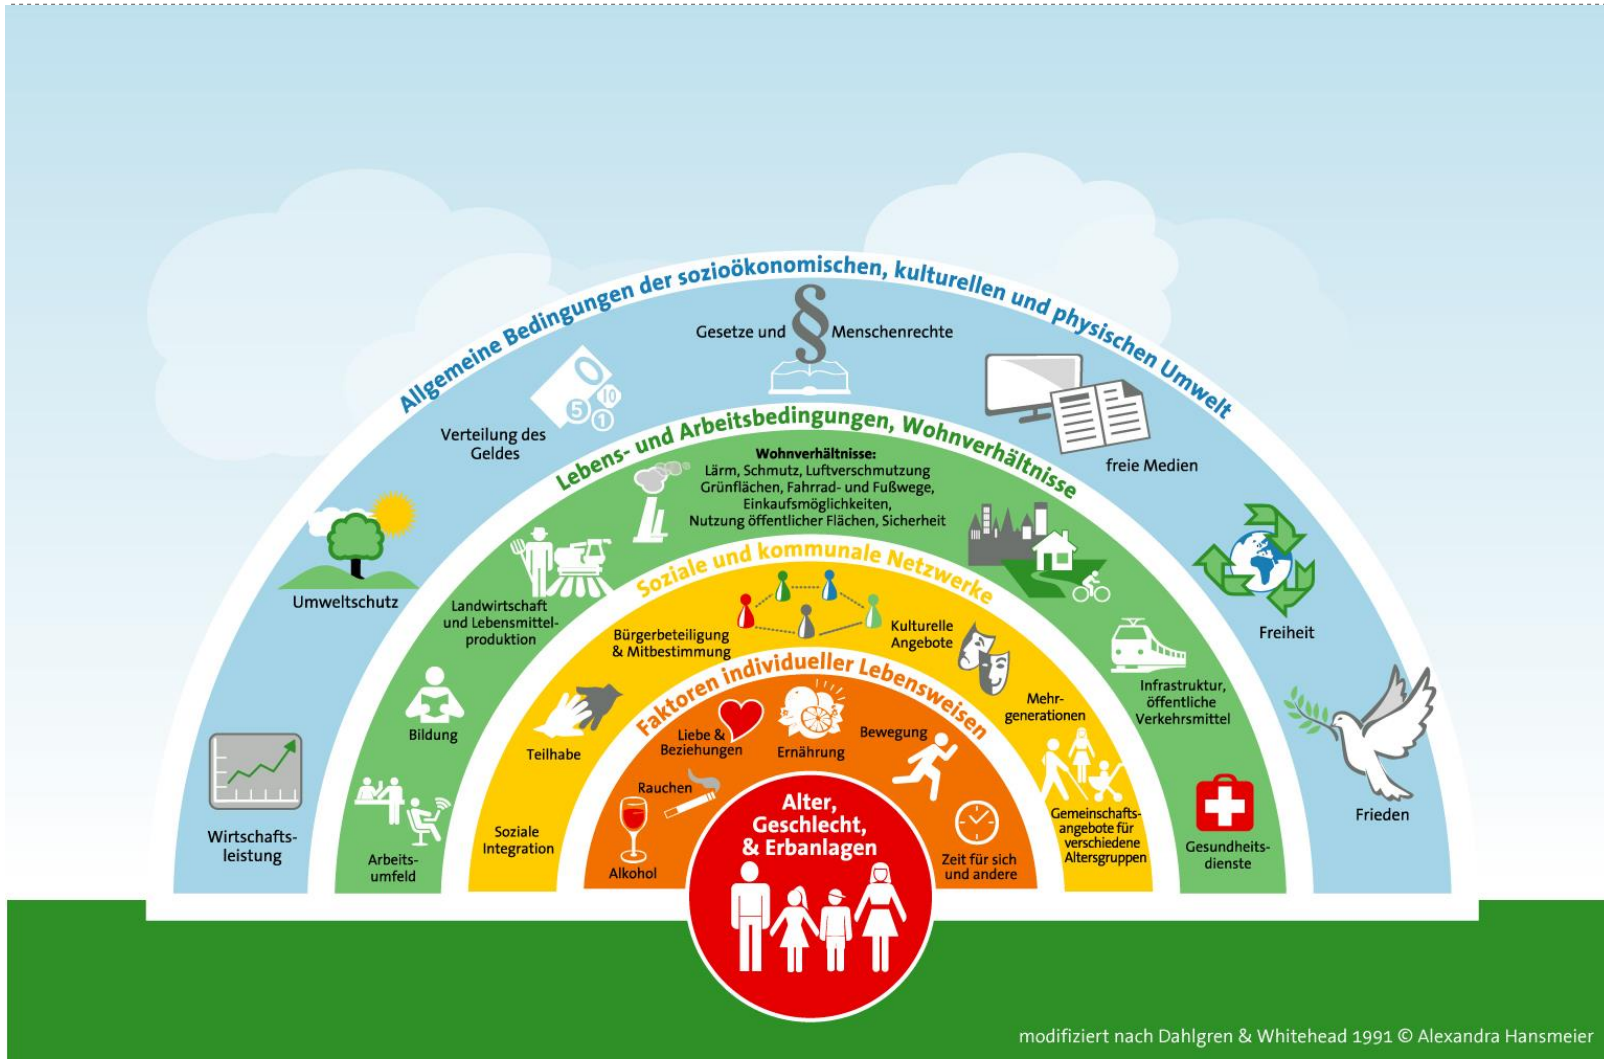 Allgemeine Bedingungen der sozioökonomischen, kulturellen und physischen Umwelt
Gesetze und § Menschenrechte
Verteilung des
Geldes
10
5
1
freie Medien
Umweltschutz
Freiheit
Wirtschafts-
leistung
Frieden
Lebens- und Arbeitsbedingungen, Wohnverhältnisse
Wohnverhältnisse:
Lärm, Schmutz, Luftverschmutzung
Grünflächen, Fahrrad- und Fußwege,
Einkaufsmöglichkeiten,
Nutzung öffentlicher Flächen, Sicherheit
Landwirtschaft
und Lebensmittel-
produktion
Bildung
Arbeits-
umfeld
Infrastruktur,
öffentliche
Verkehrsmittel
Gesundheits-
dienste
Soziale und kommunale Netzwerke
Bürgerbeteiligung
& Mitbestimmung
Kulturelle
Angebote
Teilhabe
Soziale
Integration
Mehr-
generationen
Gemeinschafts-
angebote für
verschiedene
Altersgruppen
Faktoren individueller Lebensweisen
Liebe &
Beziehungen
Ernährung
Bewegung
Rauchen
Alkohol
Zeit für sich
und andere
Alter,
Geschlecht,
& Erbanlagen
modifiziert nach Dahlgren & Whitehead 1991 © Alexandra Hansmeier